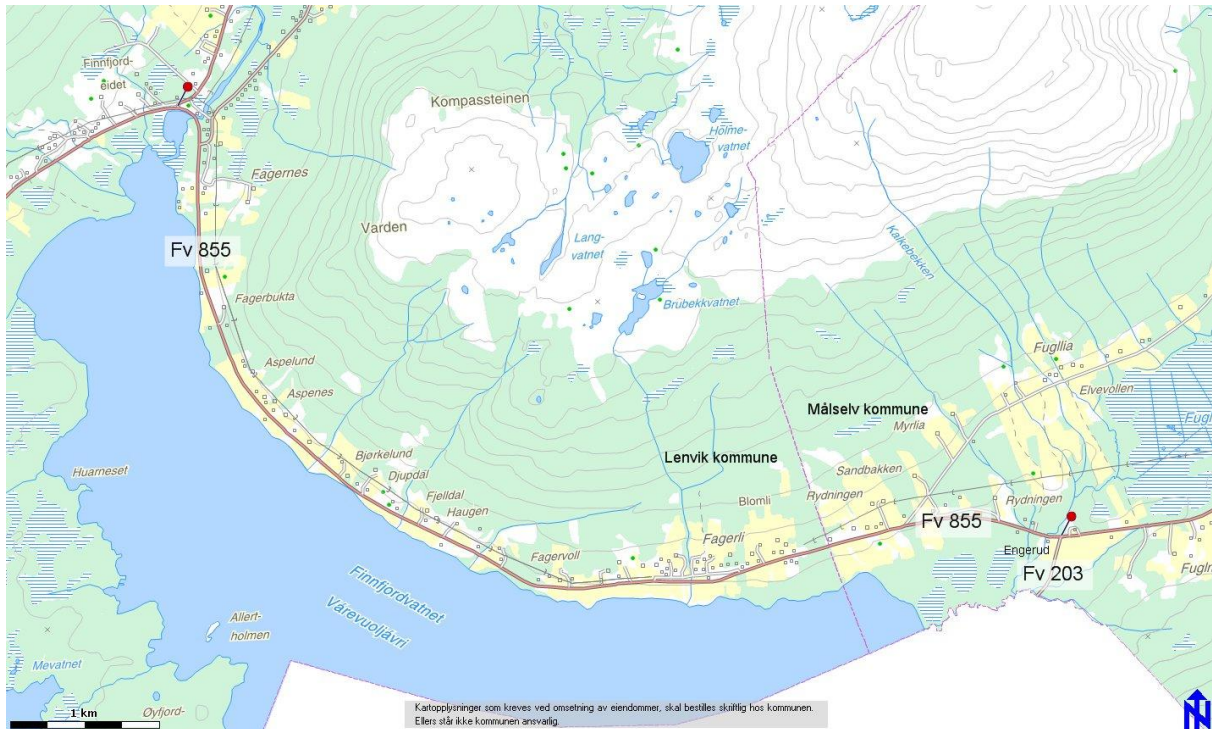 Finnfjord-
eidet
Kompassteinen
Holme-
vatnet
Fagernes
Varden
Fv 855
Lang-
vatnet
Kalkebekken
Fagerbukta
Brubekkvatnet
Fugllia
Aspelund
Elvevollen
Aspenes
Målselv kommune
Myrlia
Bjørkelund
Lenvik kommune
Huarneset
Djupdal
Sandbakken
Fjelldal
Blomli
Rydningen
Rydningen
Haugen
Fv 855
Fagerli
Engerud
Fagervoll
Fv 203
Finnfjordvatnet
Vårevuoljávri
Allert-
holmen
Mevatnet
Øyfjord-
1 km
Kartopplysninger som kreves ved omsetning av eiendommer, skal bestilles skriftlig hos kommunen.
Ellers står ikke kommunen ansvarlig.
N